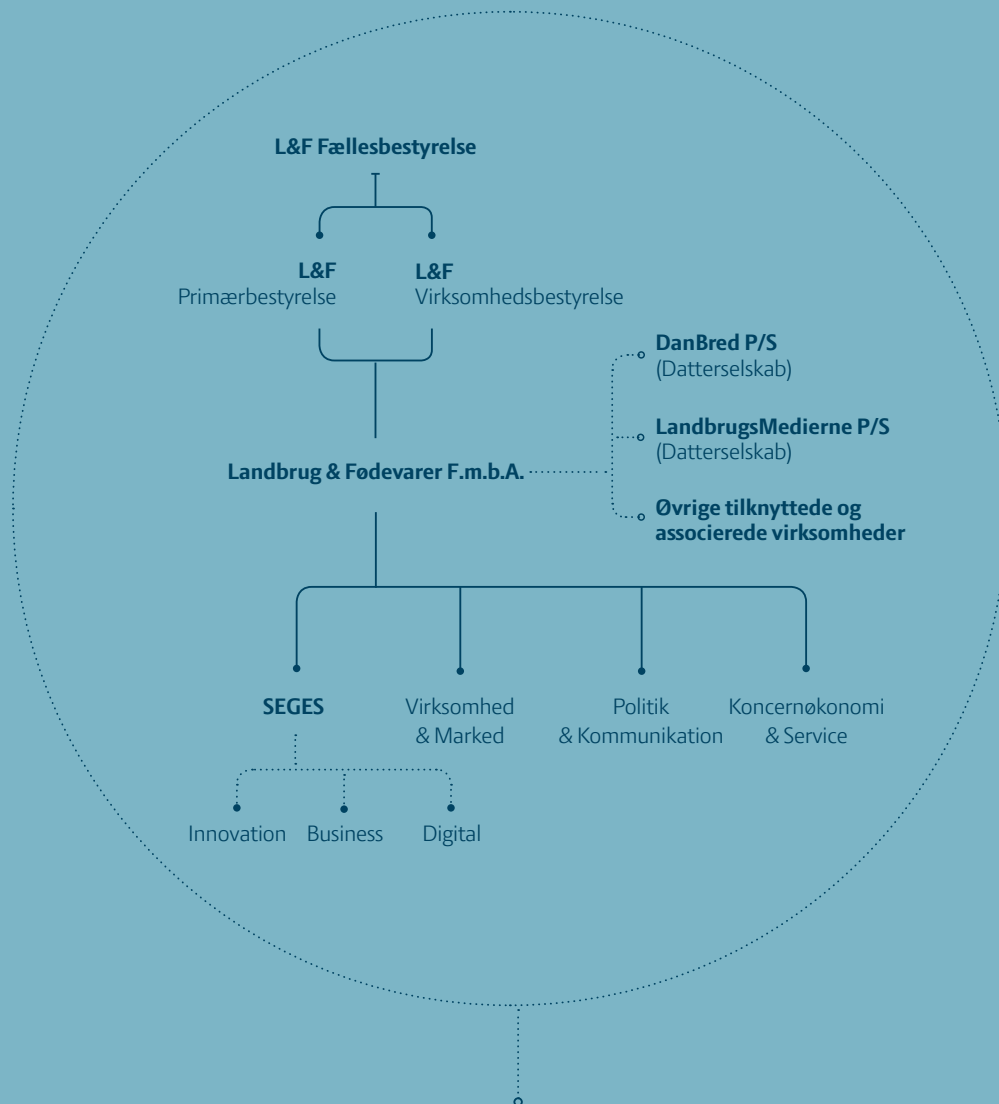 L&F Fællesbestyrelse
L&F
Primærbestyrelse
L&F
Virksomhedsbestyrelse
DanBred P/S
(Datterselskab)
LandbrugsMedierne P/S
(Datterselskab)
Landbrug & Fødevarer F.m.b.A.
Øvrige tilknyttede og
associerede virksomheder
SEGES
Virksomhed
& Marked
Politik
& Kommunikation
Koncernøkonomi
& Service
Innovation
Business
Digital